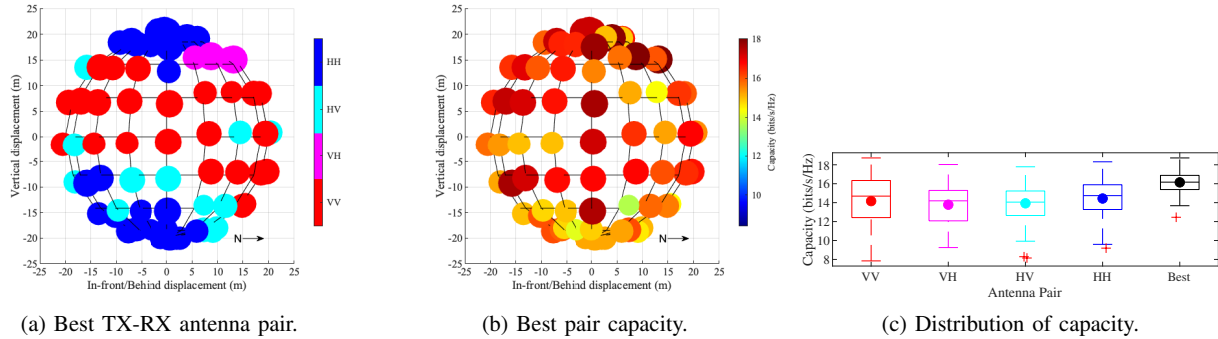 25
20
15
10
5
0
-5
-10
-15
-20
-25
Vertical displacement (m)
-25 -20 -15 -10 -5 0 5 10 15 20 25
In-front/Behind displacement (m)
N
HH
HV
VH
VV
(a) Best TX-RX antenna pair.
25
20
15
10
5
0
-5
-10
-15
-20
-25
Vertical displacement (m)
-25 -20 -15 -10 -5 0 5 10 15 20 25
In-front/Behind displacement (m)
N
18
16
14
12
10
Capacity (bits/s/Hz)
(b) Best pair capacity.
18
16
14
12
10
8
Capacity (bits/s/Hz)
VV VH HV HH Best
Antenna Pair
(c) Distribution of capacity.